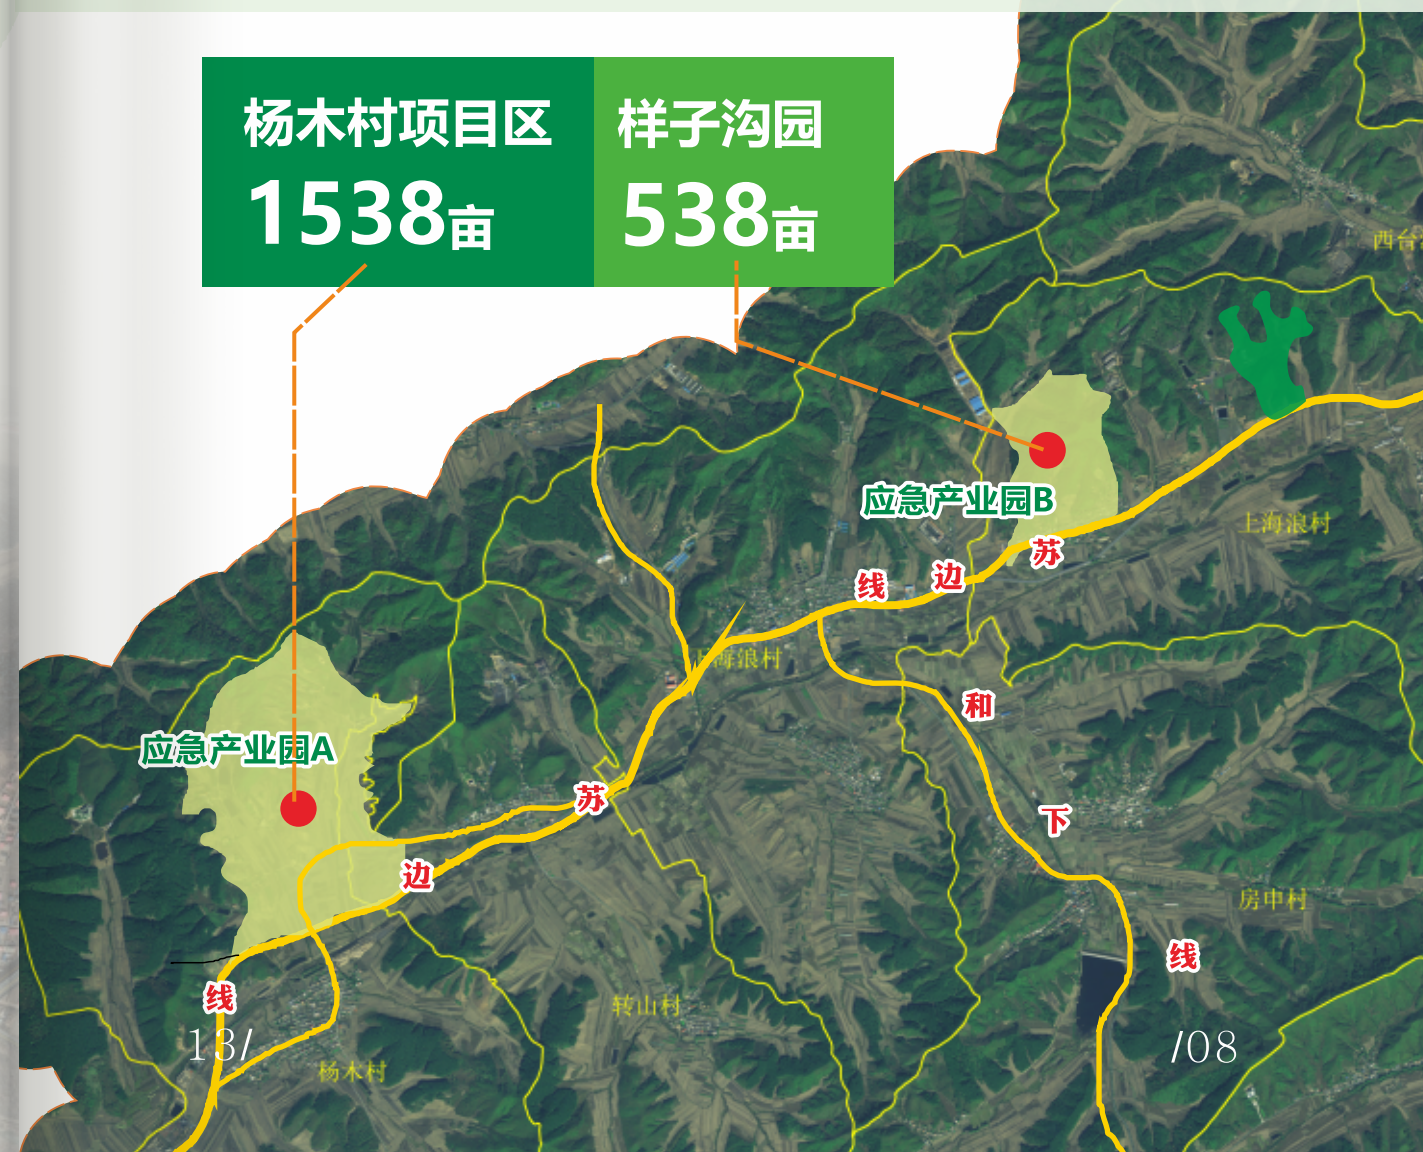 杨木村项目区
1538亩
样子沟园
538亩
西台
应急产业园B
上海浪村
苏
边
线
海浪村
和
应急产业园A
苏
下
边
房申村
线
线
转山村
13/
/08
杨木村